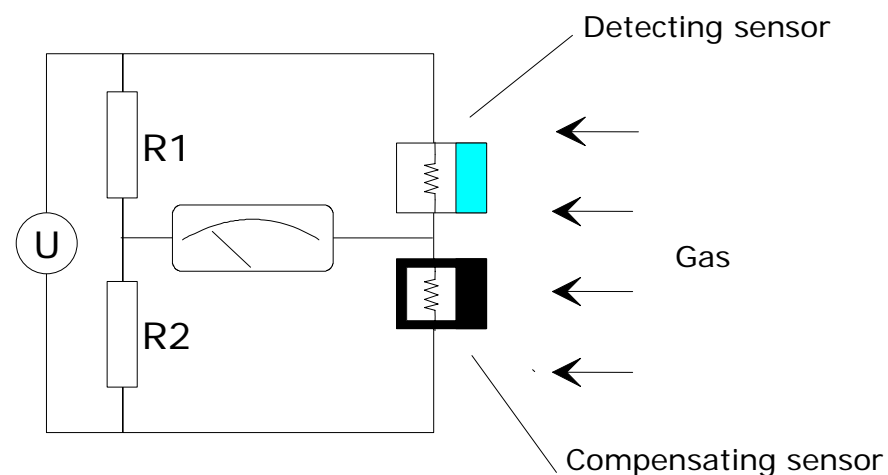 Detecting sensor
R1
U
Gas
R2
Compensating sensor